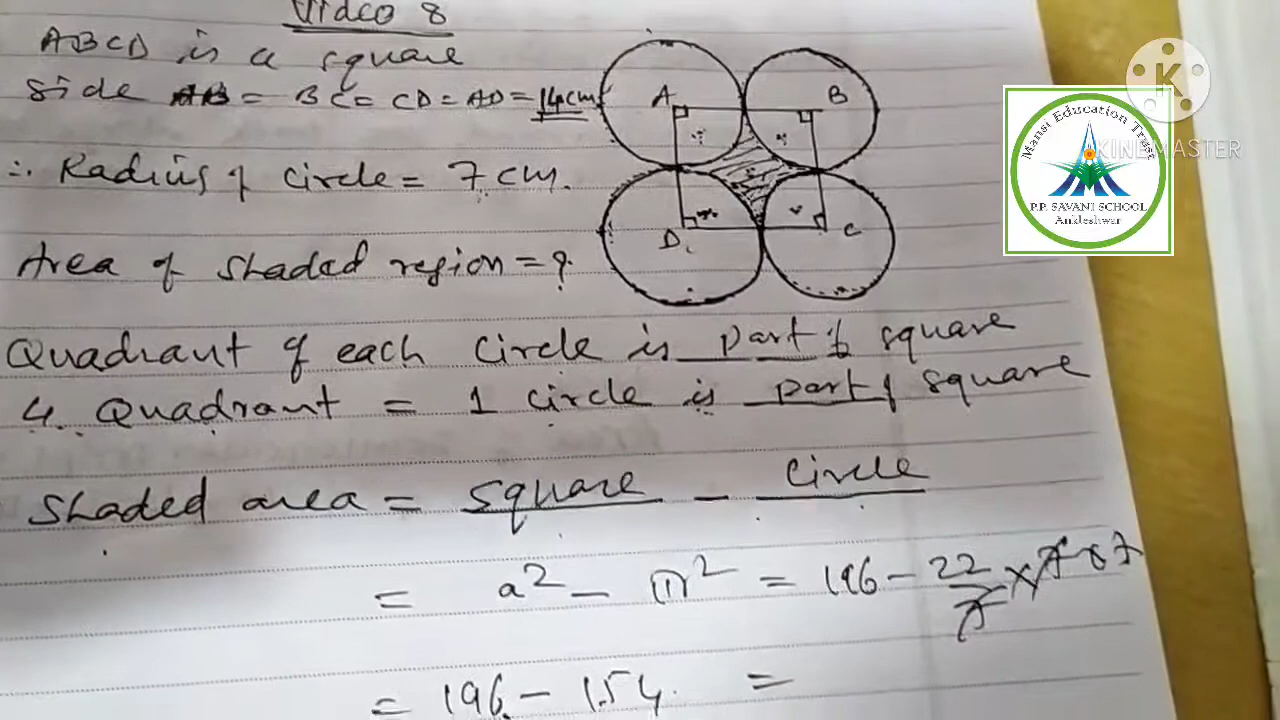 Video 8
ABCD is a square
Side AB = BC = CD = AD = 14cm
∴ Radius of circle = 7 cm.
Area of shaded region = ?
A
B
D
C
Quadrant of each circle is part of square
4 Quadrant = 1 circle is part of square
Shaded area = square - circle
= a² - πr² = 196 - 22/7 × 7 × 7
= 196 - 154 =
Mansi Education Trust
P.P. SAVANI SCHOOL
Ankleshwar
K
KINEMASTER